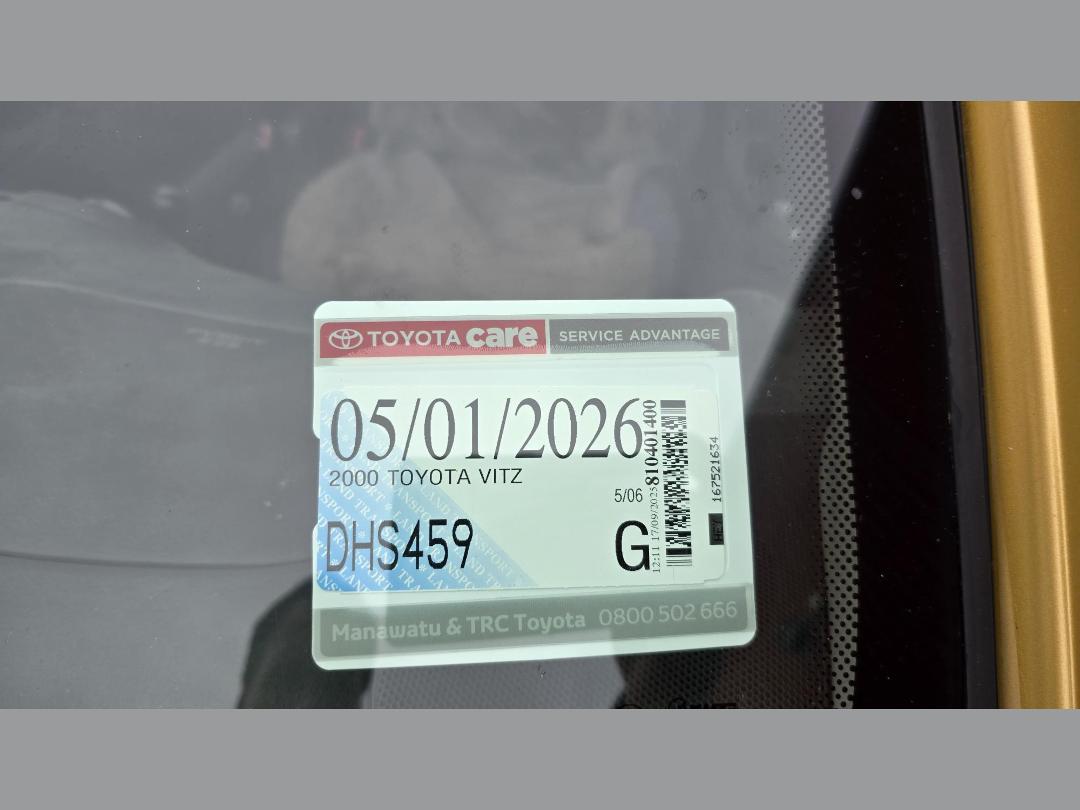 TOYOTA care SERVICE ADVANTAGE
05/01/2026
2000 TOYOTA VITZ
5/06
DHS459 G
12:11 17/09/2025 810401400
167521634
Manawatu & TRC Toyota 0800 502 666